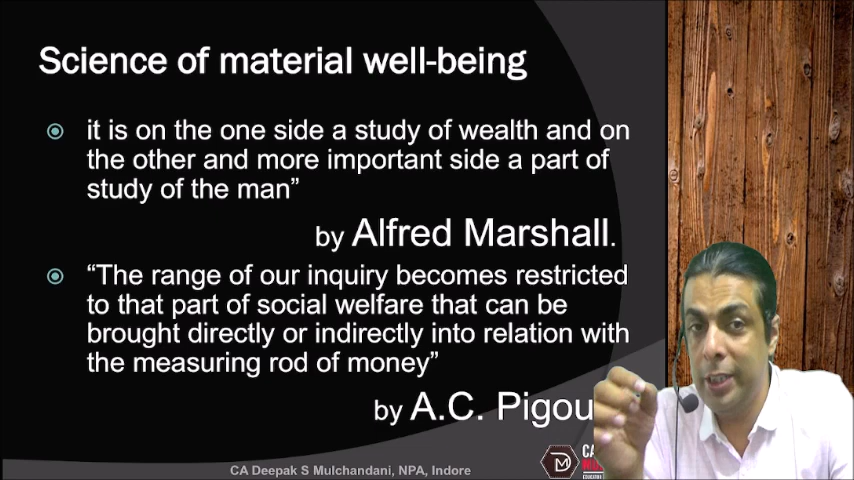 Science of material well-being
it is on the one side a study of wealth and on
the other and more important side a part of
study of the man”
by Alfred Marshall.
“The range of our inquiry becomes restricted
to that part of social welfare that can be
brought directly or indirectly into relation with
the measuring rod of money”
by A.C. Pigou
CA Deepak S Mulchandani, NPA, Indore
CA